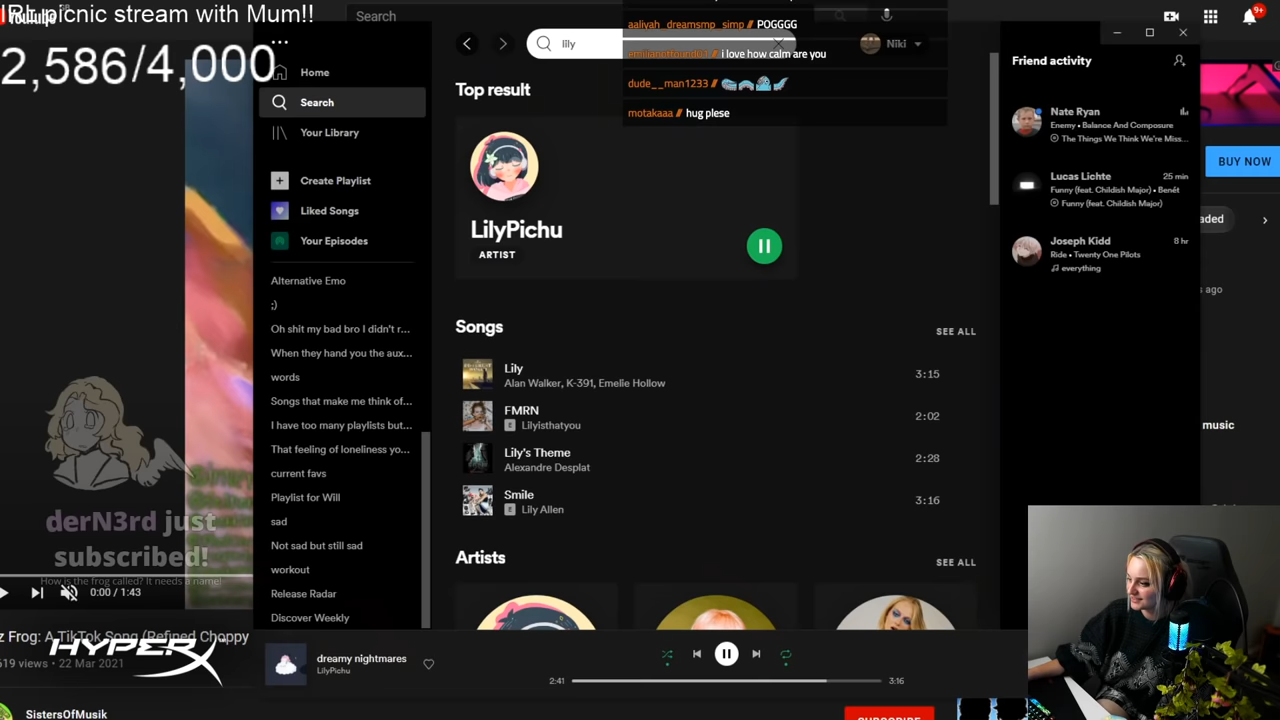 IRL picnic stream with Mum!!
2,586/4,000
Search
9+
Home
Search
Your Library
Create Playlist
Liked Songs
Your Episodes
Alternative Emo
;)
Oh shit my bad bro I didn't r...
When they hand you the aux...
words
Songs that make me think of...
I have too many playlists but...
That feeling of loneliness yo...
current favs
Playlist for Will
sad
Not sad but still sad
workout
Release Radar
Discover Weekly
lily
Niki
aaliyah_dreamsmp_simp // POGGGG
emilianotfound07 // i love how calm are you
dude__man1233 //
motakaaa // hug plese
Top result
LilyPichu
ARTIST
Songs
SEE ALL
Lily
Alan Walker, K-391, Emelie Hollow
3:15
FMRN
E Lilyisthatyou
2:02
Lily's Theme
Alexandre Desplat
2:28
Smile
E Lily Allen
3:16
Artists
SEE ALL
Friend activity
Nate Ryan
Enemy • Balance And Composure
The Things We Think We're Miss...
Lucas Lichte
25 min
Funny (feat. Childish Major) • Benét
Funny (feat. Childish Major)
Joseph Kidd
8 hr
Ride • Twenty One Pilots
everything
BUY NOW
aded
s ago
music
derN3rd just
subscribed!
How is the frog called? It needs a name!
0:00 / 1:43
z Frog: A TikTok Song (Refined Choppy
619 views • 22 Mar 2021
HYPERX
SistersOfMusik
dreamy nightmares
LilyPichu
2:41
3:16
SUBSCRIBE